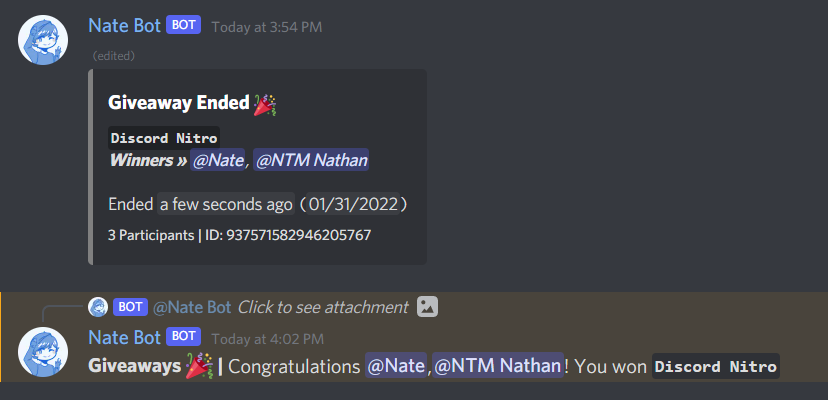 Nate Bot BOT Today at 3:54 PM
(edited)
Giveaway Ended 🎉
Discord Nitro
Winners » @Nate, @NTM Nathan
Ended a few seconds ago (01/31/2022)
3 Participants | ID: 937571582946205767
BOT @Nate Bot Click to see attachment
Nate Bot BOT Today at 4:02 PM
Giveaways 🎉 | Congratulations @Nate,@NTM Nathan! You won Discord Nitro